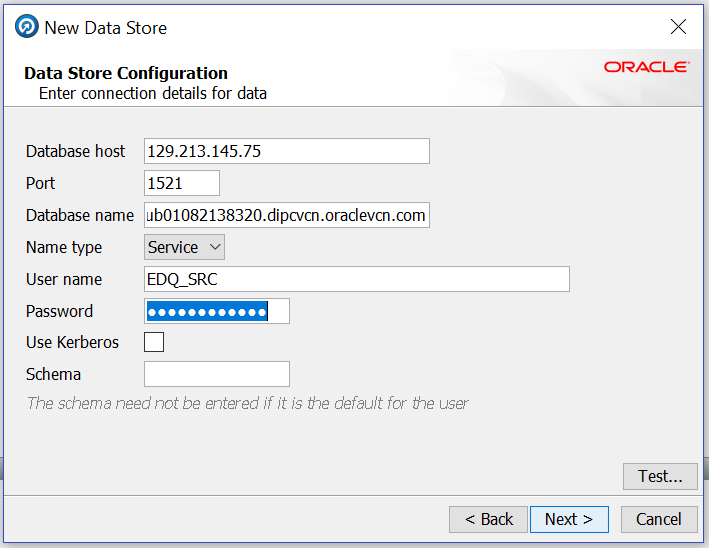 New Data Store
ORACLE
Data Store Configuration
Enter connection details for data
Database host 129.213.145.75
Port 1521
Database name ub01082138320.dipcvcn.oraclevcn.com
Name type Service
User name EDQ_SRC
Password ●●●●●●●●●●●●
Use Kerberos
Schema
The schema need not be entered if it is the default for the user
Test...
< Back Next > Cancel